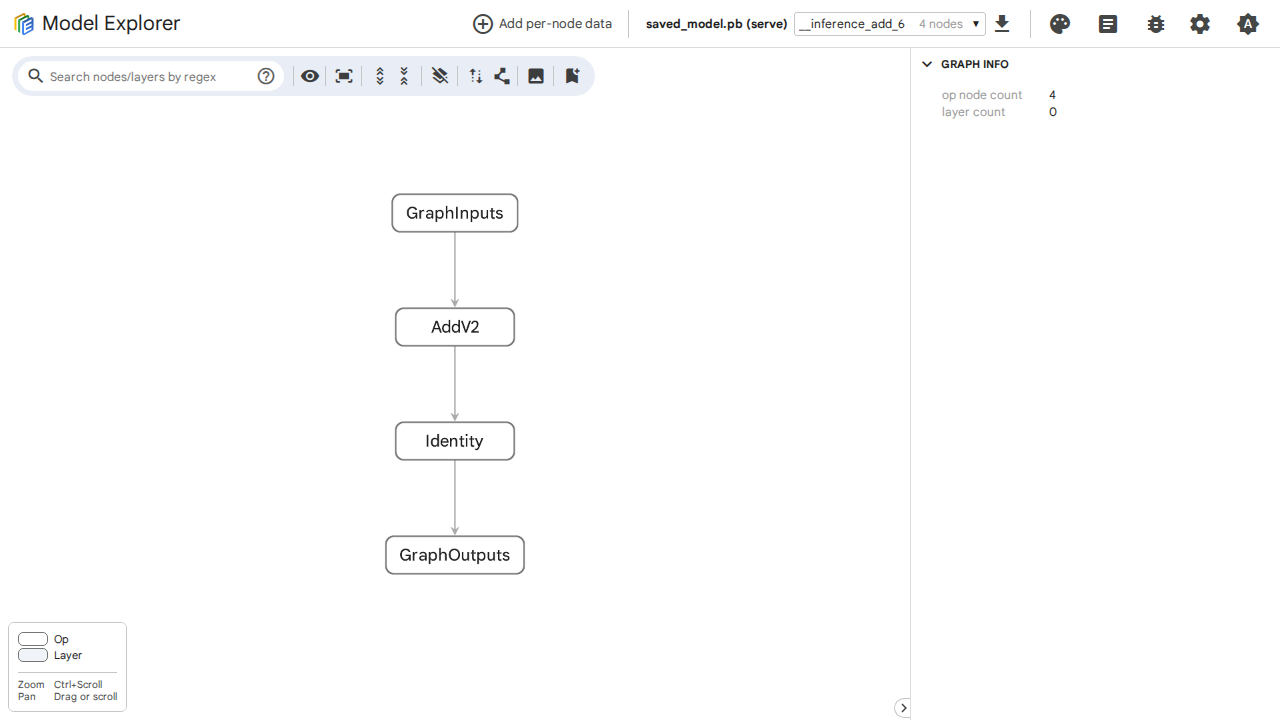 Model Explorer
Add per-node data
saved_model.pb (serve)
__inference_add_6 4 nodes
A
Search nodes/layers by regex
GRAPH INFO
op node count 4
layer count 0
GraphInputs
AddV2
Identity
GraphOutputs
Op
Layer
Zoom Ctrl+Scroll
Pan Drag or scroll